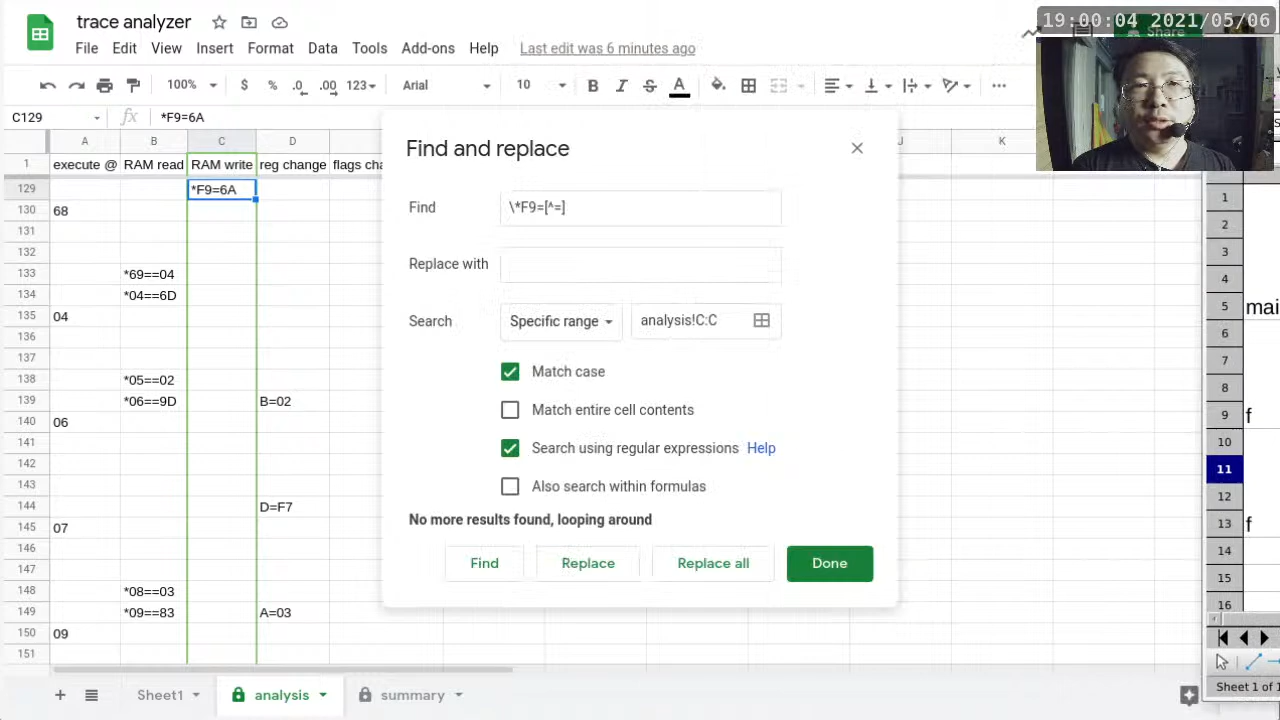 trace analyzer
19:00:04 2021/05/06
File Edit View Insert Format Data Tools Add-ons Help Last edit was 6 minutes ago
Share
100% $ % .0 .00 123 Arial 10 B I S A
C129 fx *F9=6A
A B C D J K
1 execute @ RAM read RAM write reg change flags cha
129 *F9=6A
130 68
131
132
133 *69==04
134 *04==6D
135 04
136
137
138 *05==02
139 *06==9D B=02
140 06
141
142
143
144 D=F7
145 07
146
147
148 *08==03
149 *09==83 A=03
150 09
151
Find and replace
Find \*F9=[^=]
Replace with
Search Specific range analysis!C:C
Match case
Match entire cell contents
Search using regular expressions Help
Also search within formulas
No more results found, looping around
Find Replace Replace all Done
1
2
3
4
5 mai
6
7
8
9 f
10
11
12
13 f
14
15
16
Sheet1 analysis summary
Sheet 1 of 1